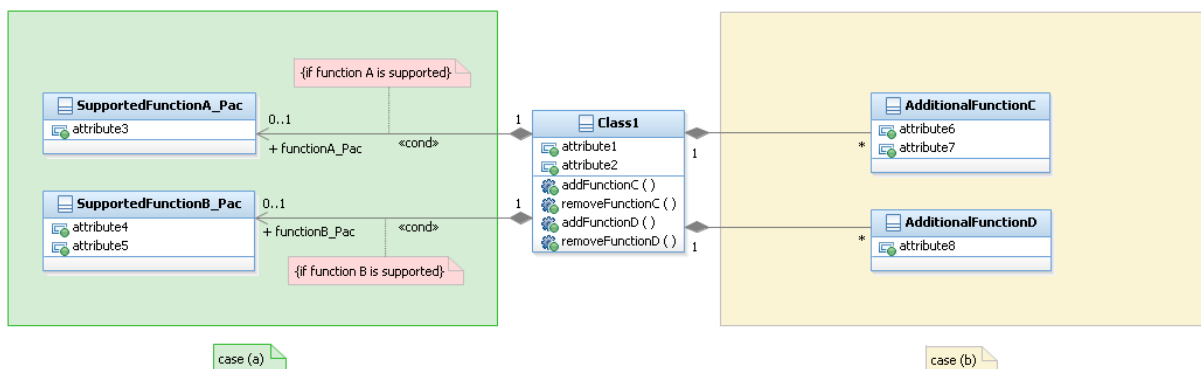 {if function A is supported}
SupportedFunctionA_Pac
attribute3
0..1
+ functionA_Pac
«cond»
1
SupportedFunctionB_Pac
attribute4
attribute5
0..1
+ functionB_Pac
«cond»
1
{if function B is supported}
case (a)
Class1
attribute1
attribute2
addFunctionC ( )
removeFunctionC ( )
addFunctionD ( )
removeFunctionD ( )
1
*
AdditionalFunctionC
attribute6
attribute7
1
*
AdditionalFunctionD
attribute8
case (b)